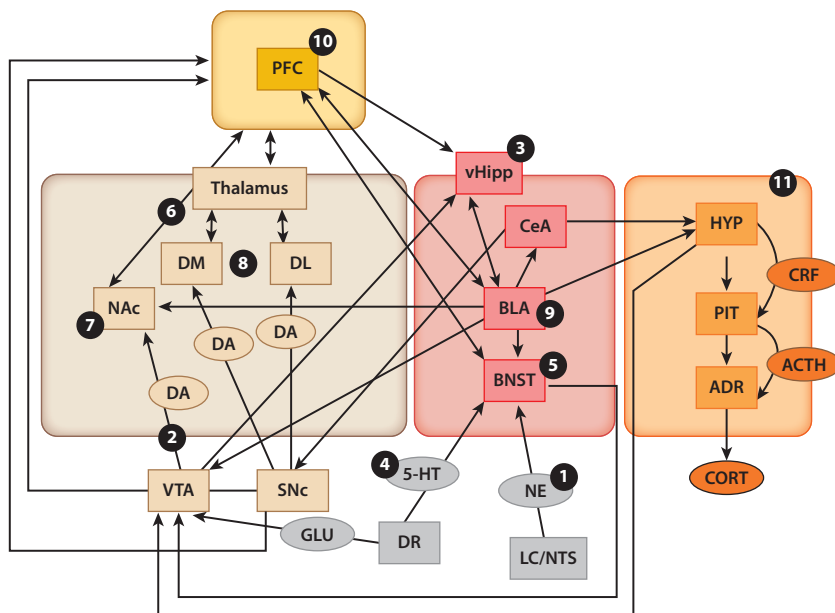 10
PFC
3
vHipp
11
Thalamus
6
CeA
HYP
DM
8
DL
CRF
NAc
7
BLA
9
PIT
DA
DA
ACTH
5
BNST
ADR
DA
2
4
5-HT
1
NE
CORT
VTA
SNc
GLU
DR
LC/NTS